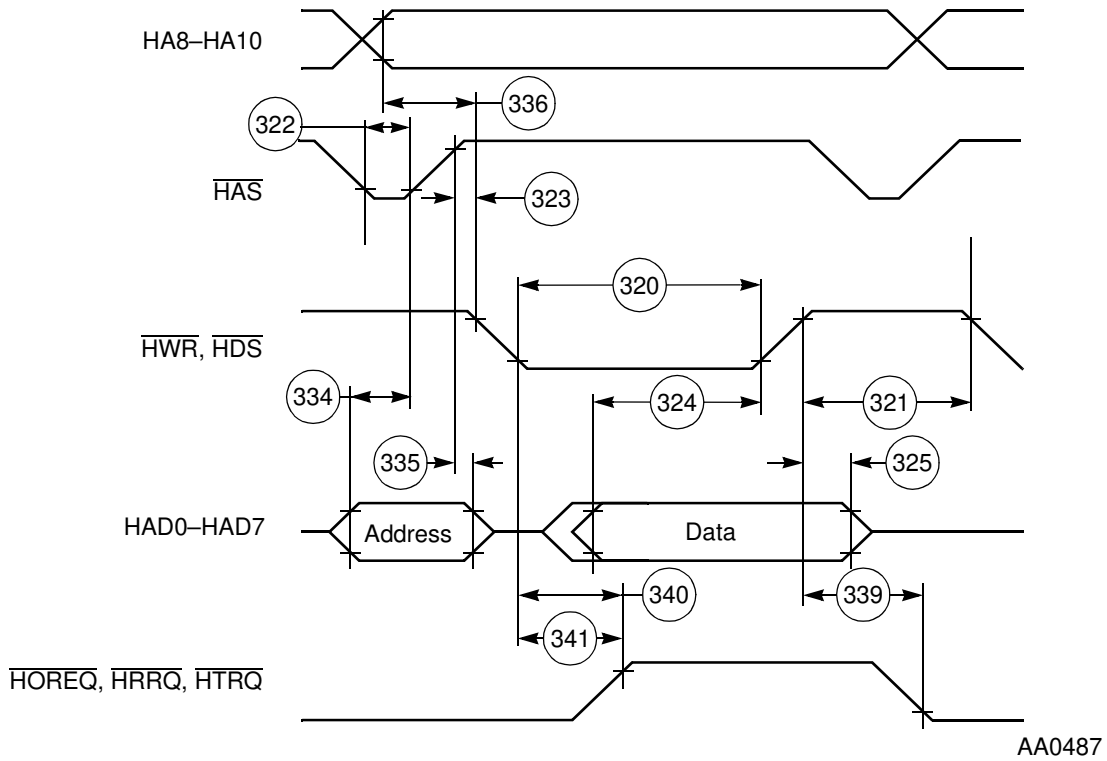 HA8–HA10
336
322
HAS
323
320
HWR, HDS
334
324
321
335
325
HAD0–HAD7
Address
Data
340
339
341
HOREQ, HRRQ, HTRQ
AA0487